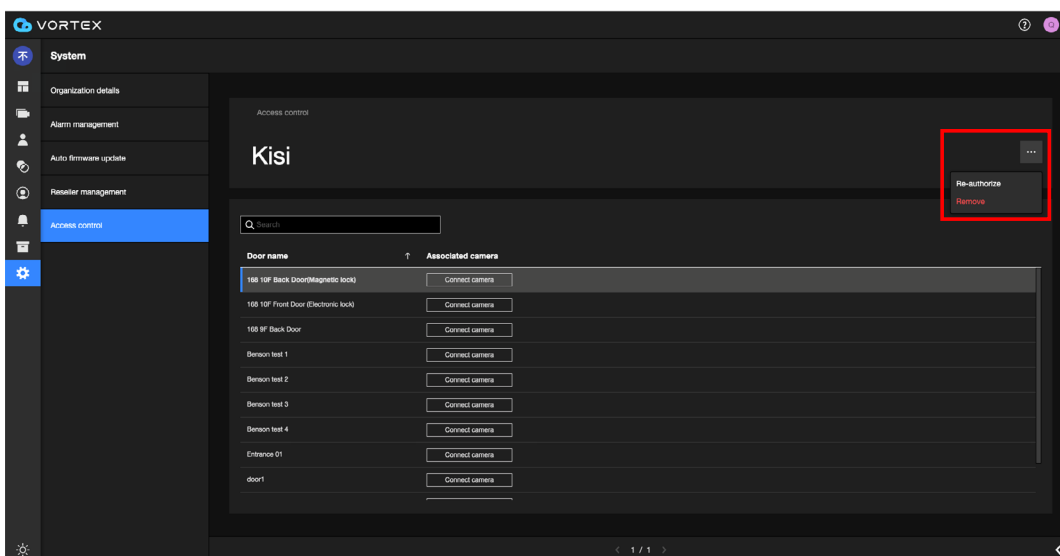 VORTEX
Q
不
System
Organization details
Alarm management
Auto firmware update
Reseller management
Access control
Access control
Kisi
...
Re-authorize
Remove
Search
Door name ↑ Associated camera
168 10F Back Door(Magnetic lock) Connect camera
168 10F Front Door (Electronic lock) Connect camera
168 9F Back Door Connect camera
Benson test 1 Connect camera
Benson test 2 Connect camera
Benson test 3 Connect camera
Benson test 4 Connect camera
Entrance 01 Connect camera
door1 Connect camera
< 1 / 1 >